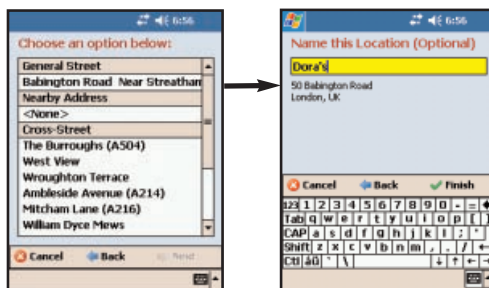 6:56
Choose an option below:
General Street
Babington Road Near Streatham
Nearby Address
<None>
Cross-Street
The Burroughs (A504)
West View
Wroughton Terrace
Ambleside Avenue (A214)
Mitcham Lane (A216)
William Dyce Mews
Cancel Back Next
6:56
Name this Location (Optional)
Dora's
50 Babington Road
London, UK
Cancel Back Finish
123 1 2 3 4 5 6 7 8 9 0 - =
Tab q w e r t y u i o p [ ]
CAP a s d f g h j k l ; '
Shift z x c v b n m , . /
Ctl áü ` \